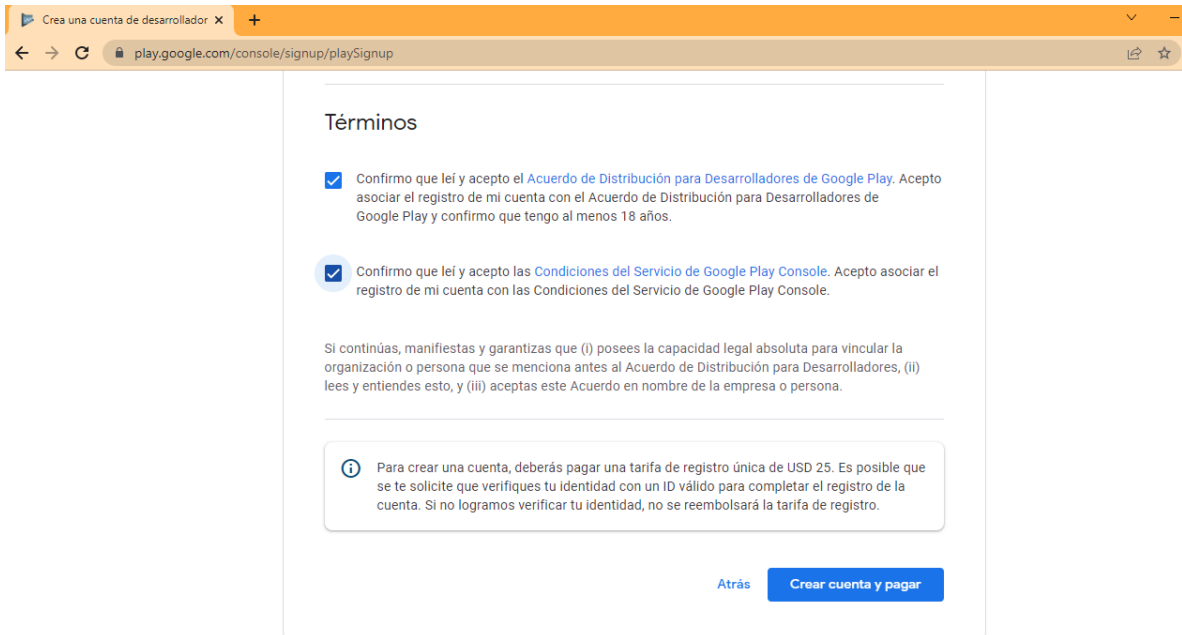 Crea una cuenta de desarrollador
play.google.com/console/signup/playSignup
Términos
Confirmo que leí y acepto el Acuerdo de Distribución para Desarrolladores de Google Play. Acepto
asociar el registro de mi cuenta con el Acuerdo de Distribución para Desarrolladores de
Google Play y confirmo que tengo al menos 18 años.
Confirmo que leí y acepto las Condiciones del Servicio de Google Play Console. Acepto asociar el
registro de mi cuenta con las Condiciones del Servicio de Google Play Console.
Si continúas, manifiestas y garantizas que (i) posees la capacidad legal absoluta para vincular la
organización o persona que se menciona antes al Acuerdo de Distribución para Desarrolladores, (ii)
lees y entiendes esto, y (iii) aceptas este Acuerdo en nombre de la empresa o persona.
Para crear una cuenta, deberás pagar una tarifa de registro única de USD 25. Es posible que
se te solicite que verifiques tu identidad con un ID válido para completar el registro de la
cuenta. Si no logramos verificar tu identidad, no se reembolsará la tarifa de registro.
Atrás
Crear cuenta y pagar